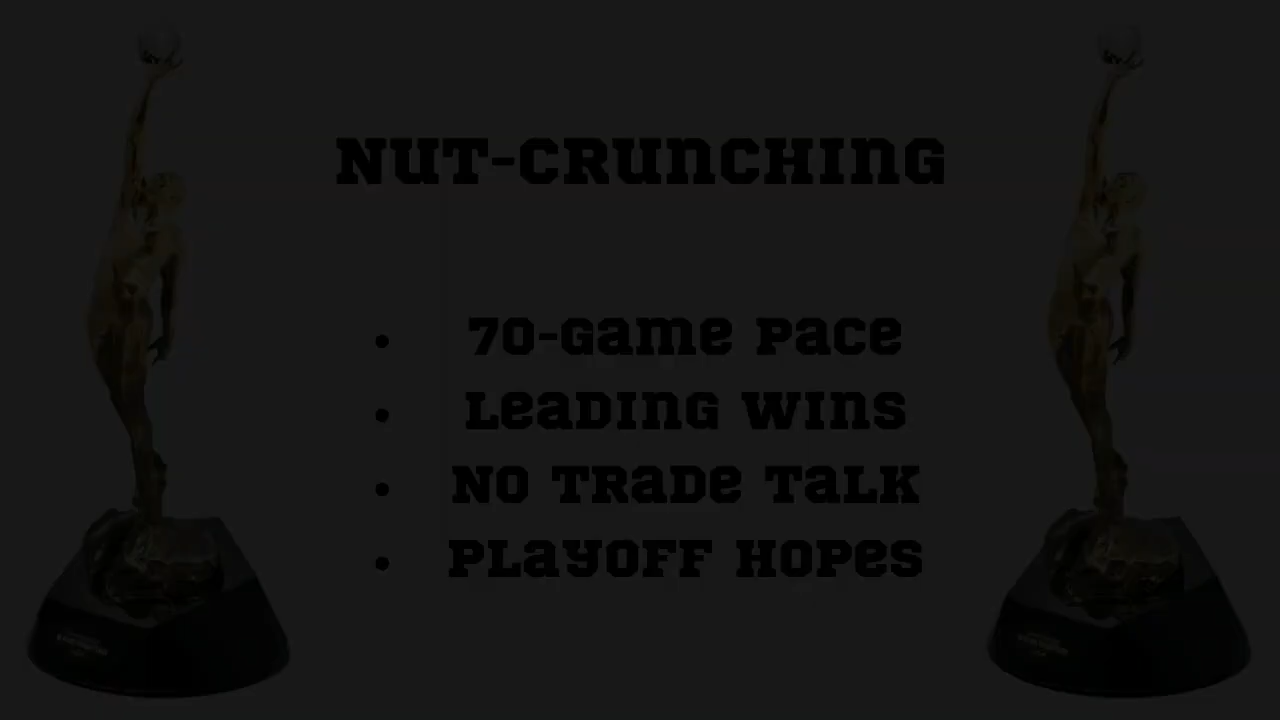 NUT-CRUNCHING
• 70-Game Pace
• Leading Wins
• No Trade Talk
• Playoff Hopes